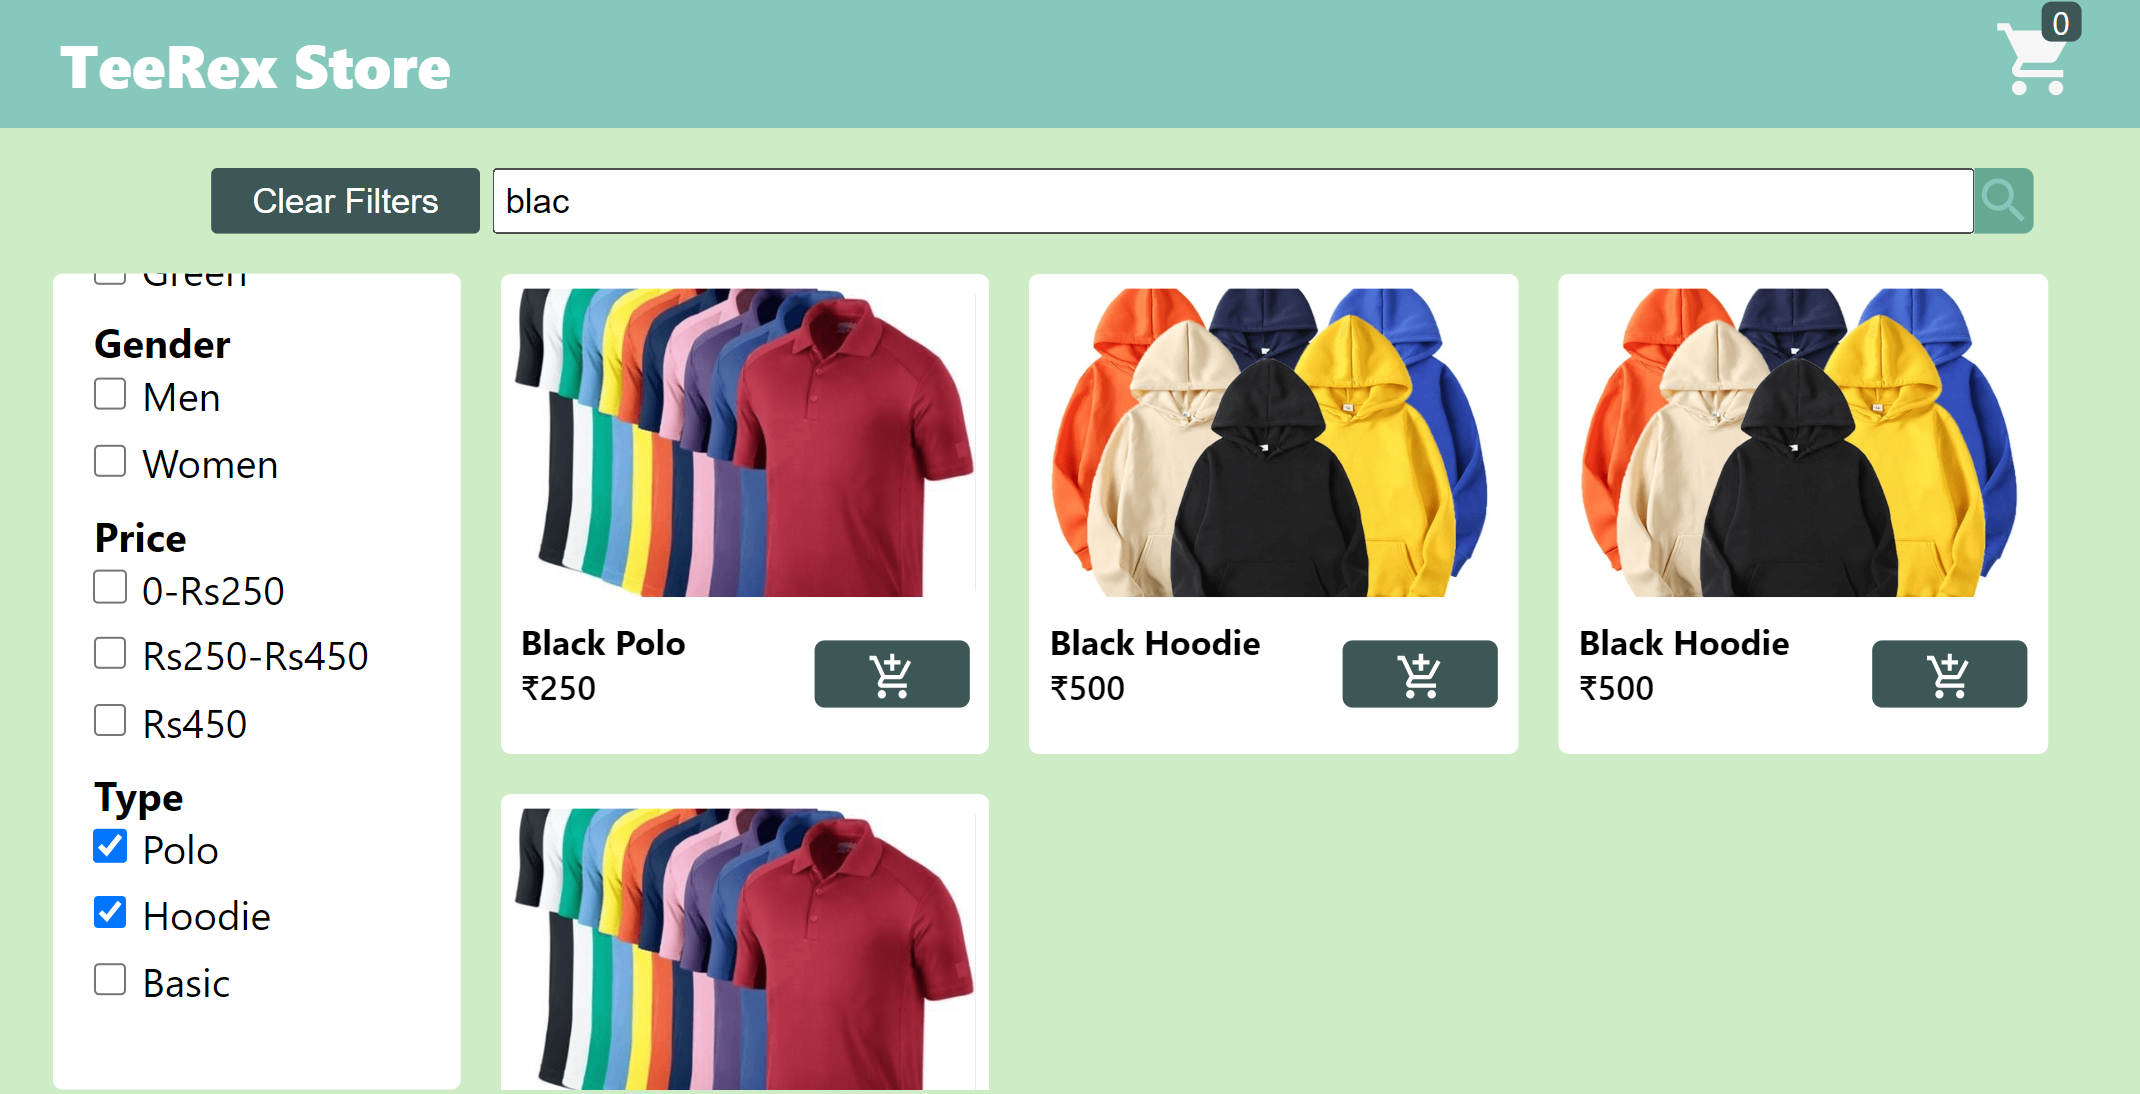 TeeRex Store
0
Clear Filters
blac
Green
Gender
Men
Women
Price
0-Rs250
Rs250-Rs450
Rs450
Type
Polo
Hoodie
Basic
Black Polo
₹250
Black Hoodie
₹500
Black Hoodie
₹500